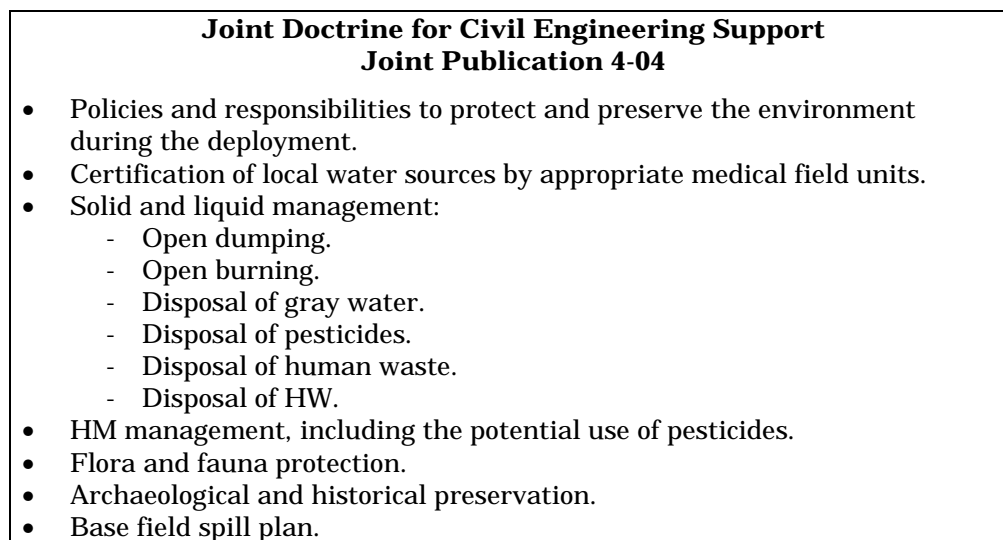 Joint Doctrine for Civil Engineering Support
Joint Publication 4-04
• Policies and responsibilities to protect and preserve the environment
during the deployment.
• Certification of local water sources by appropriate medical field units.
• Solid and liquid management:
- Open dumping.
- Open burning.
- Disposal of gray water.
- Disposal of pesticides.
- Disposal of human waste.
- Disposal of HW.
• HM management, including the potential use of pesticides.
• Flora and fauna protection.
• Archaeological and historical preservation.
• Base field spill plan.